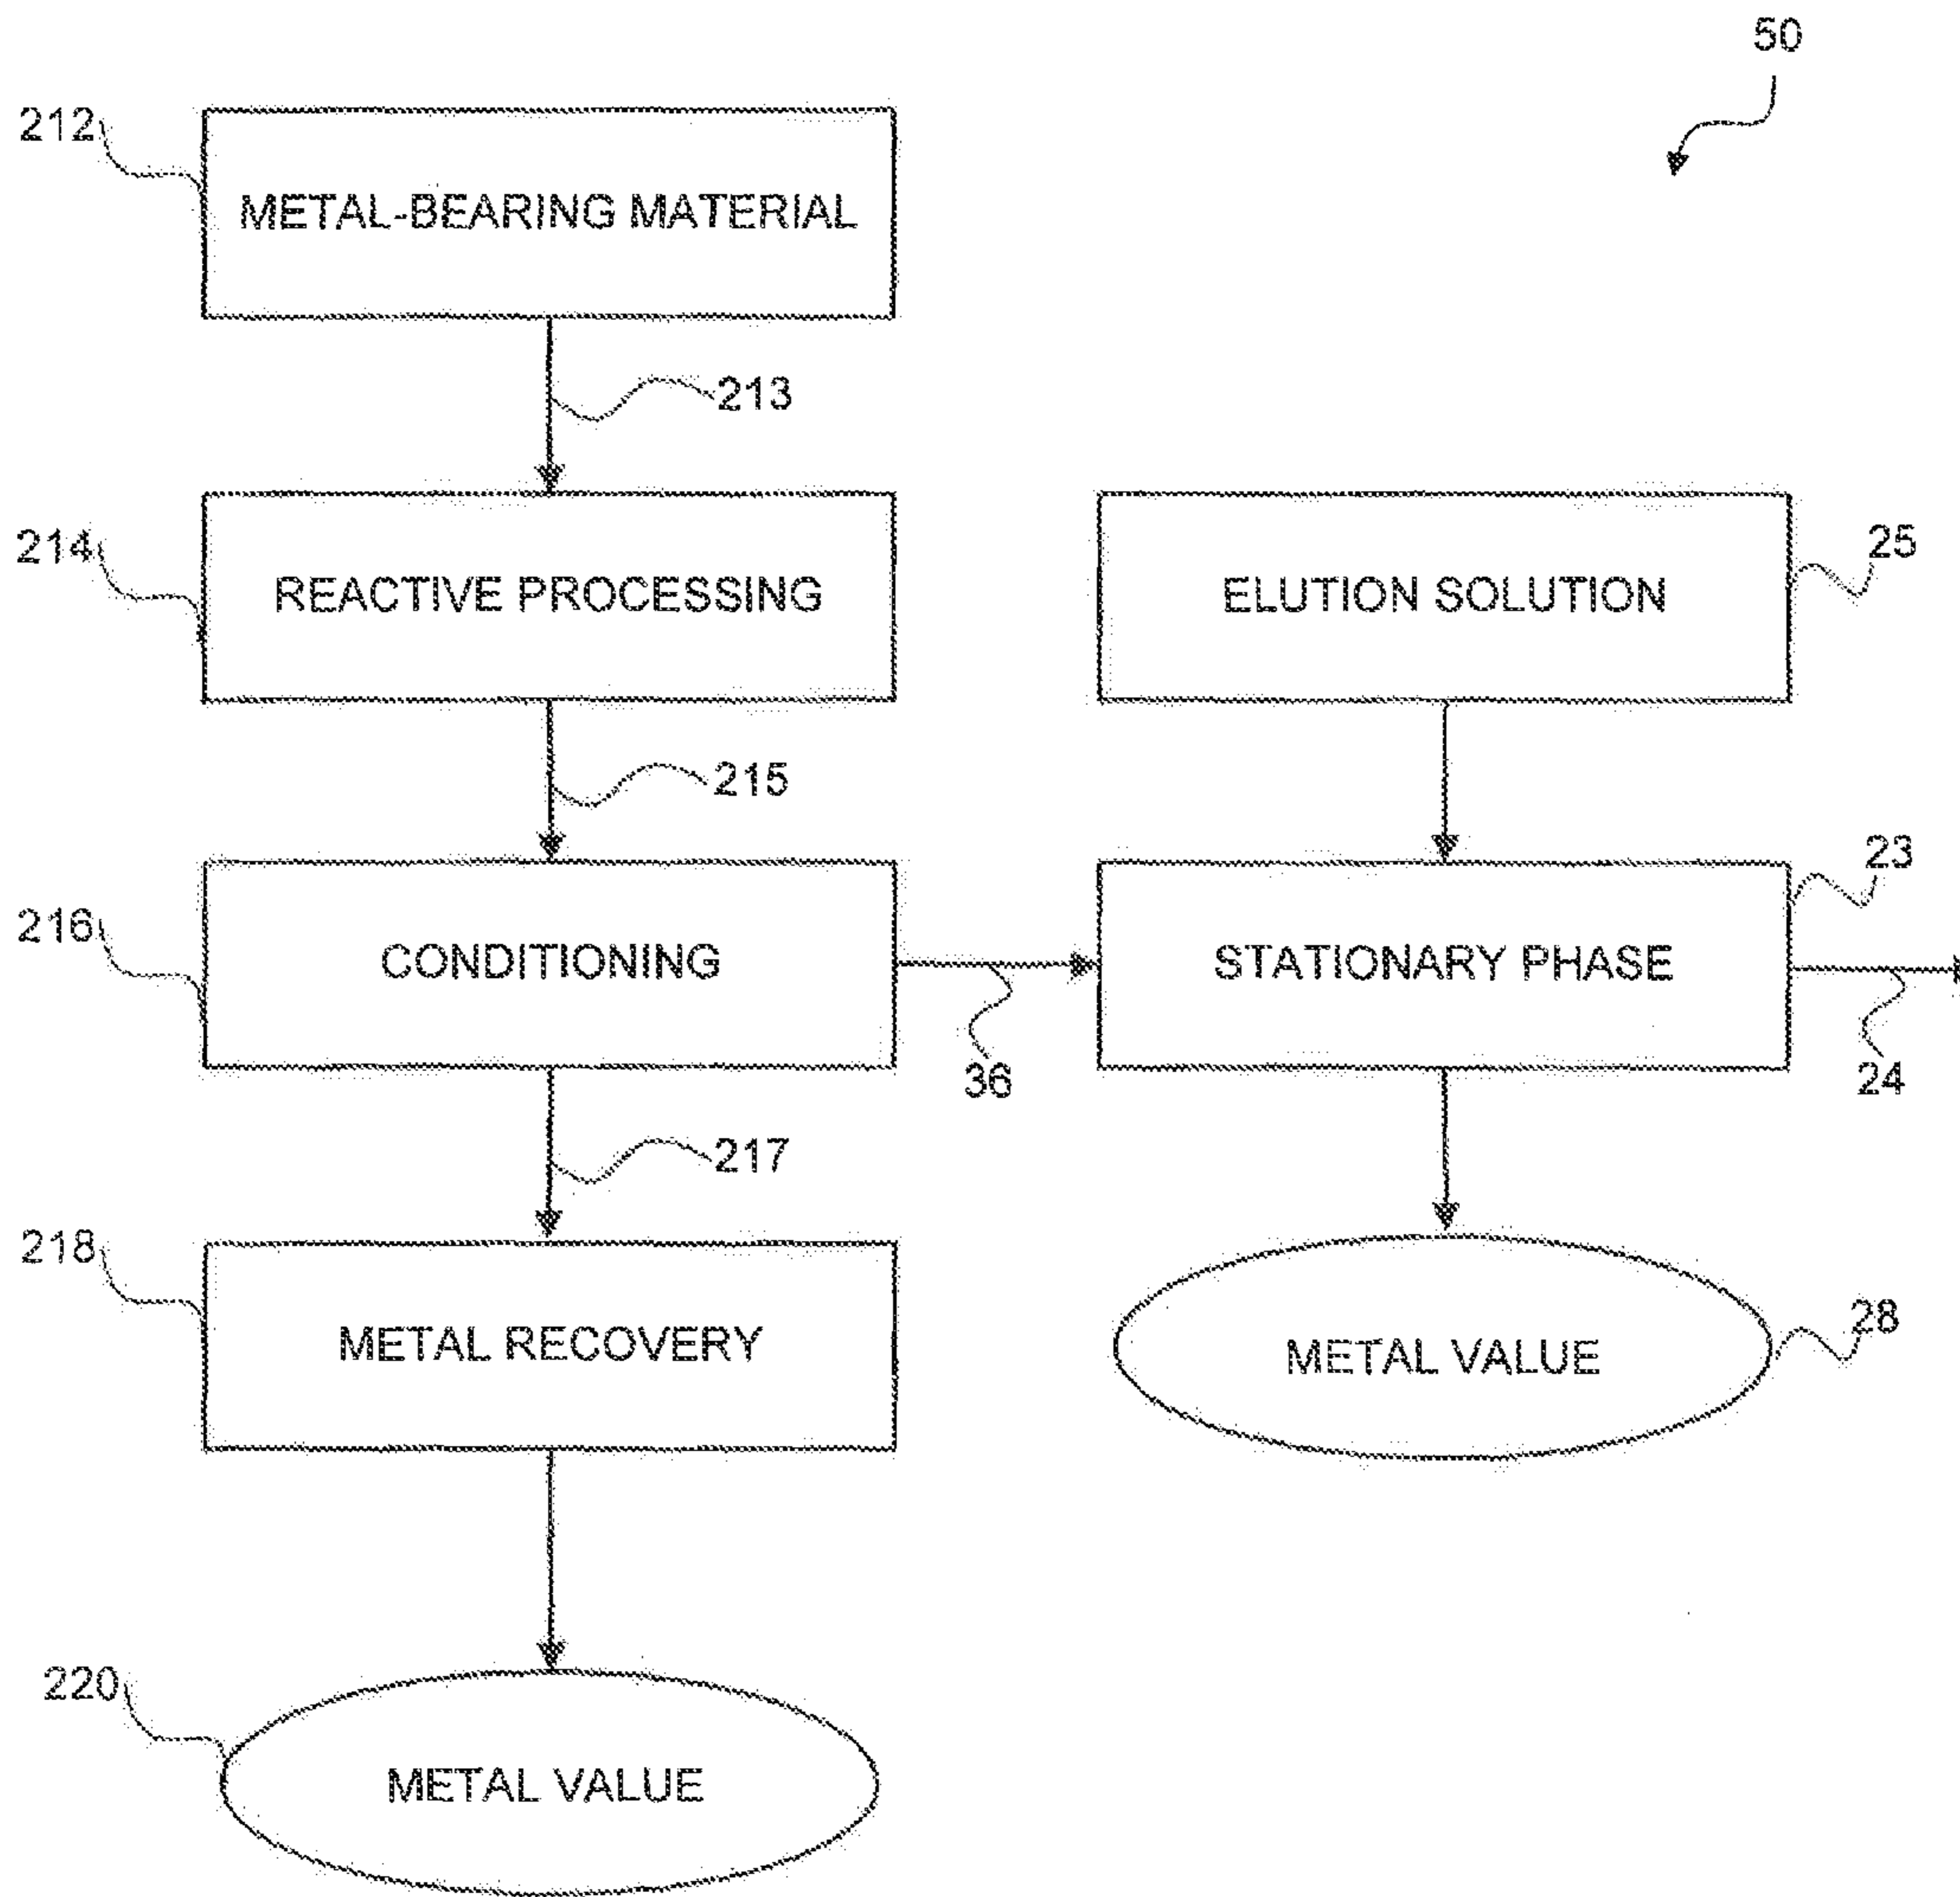 50
212
METAL-BEARING MATERIAL
213
214
REACTIVE PROCESSING
ELUTION SOLUTION
25
215
216
CONDITIONING
36
STATIONARY PHASE
23
24
217
218
METAL RECOVERY
METAL VALUE
28
220
METAL VALUE